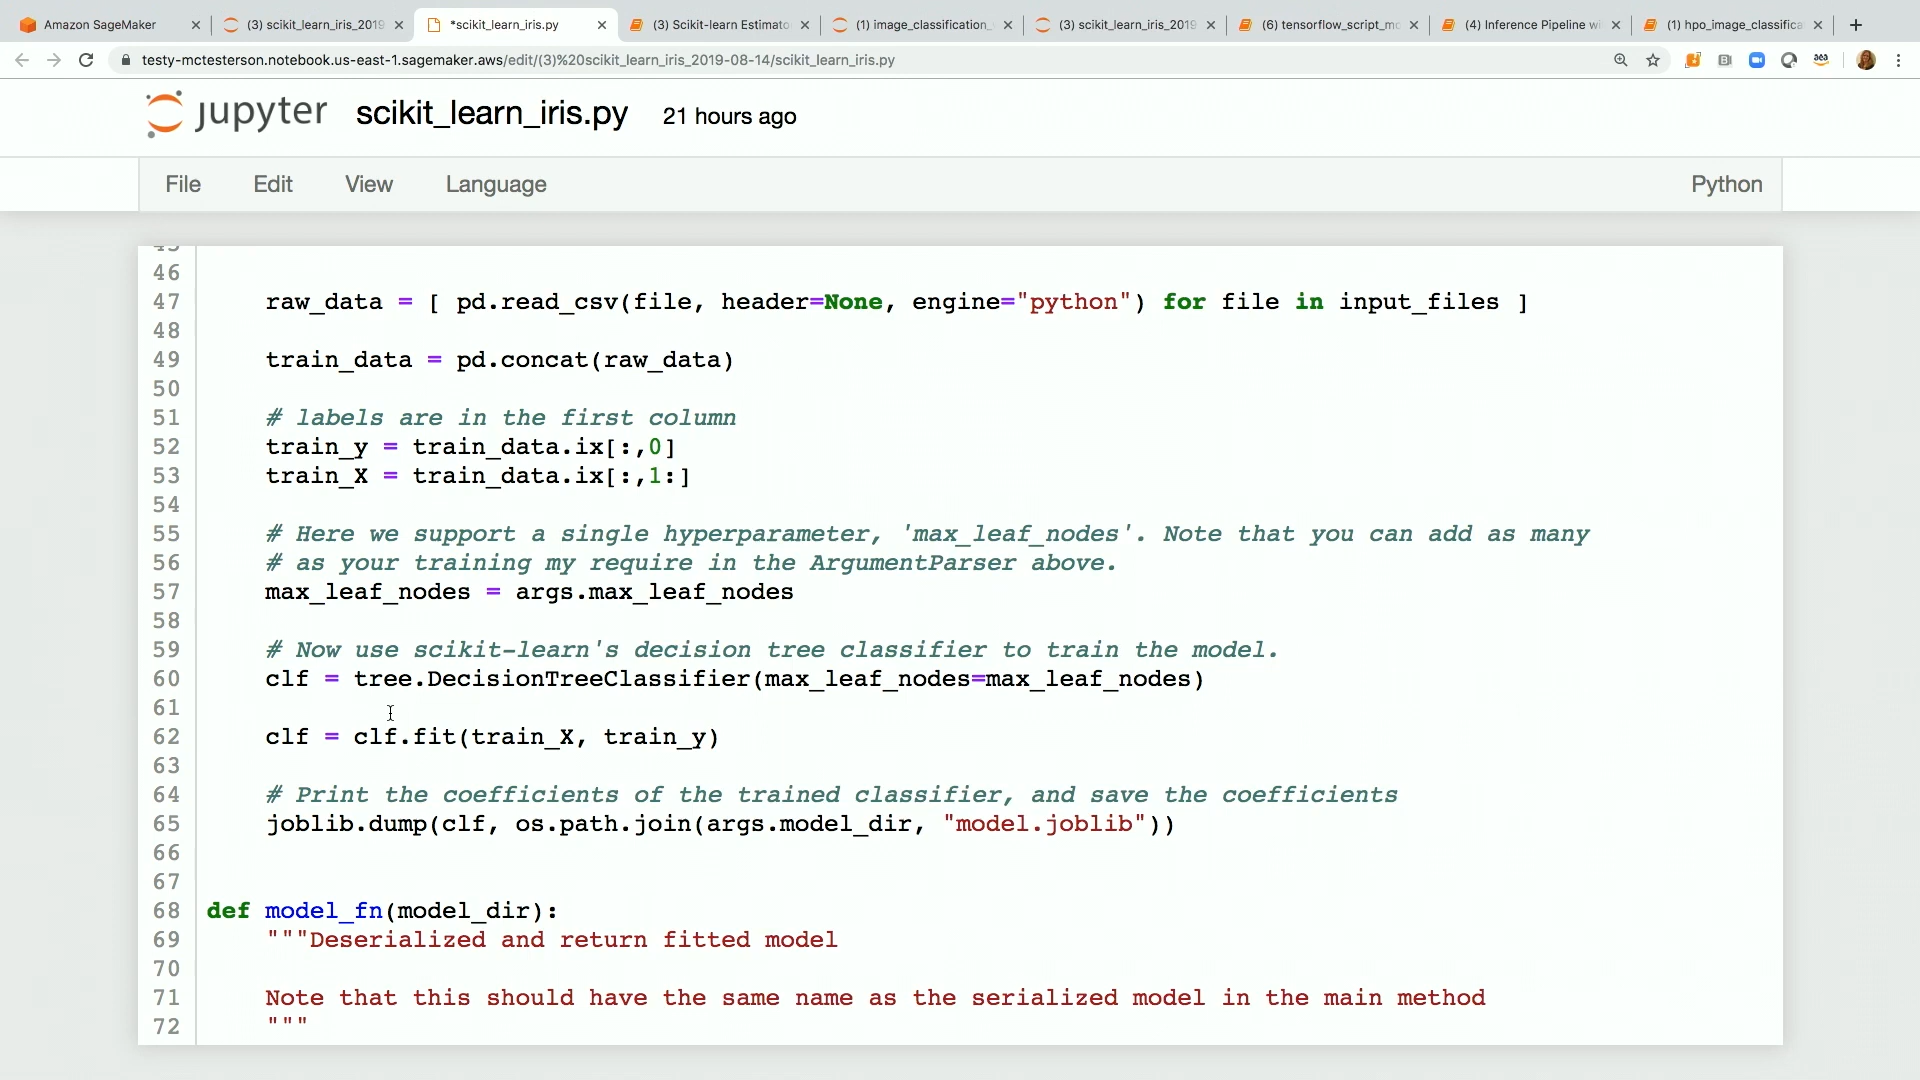 Amazon SageMaker
(3) scikit_learn_iris_2019
*scikit_learn_iris.py
(3) Scikit-learn Estimato
(1) image_classification_
(3) scikit_learn_iris_2019
(6) tensorflow_script_mo
(4) Inference Pipeline wi
(1) hpo_image_classifica
testy-mctesterson.notebook.us-east-1.sagemaker.aws/edit/(3)%20scikit_learn_iris_2019-08-14/scikit_learn_iris.py
jupyter scikit_learn_iris.py 21 hours ago
File Edit View Language Python
45
46
47 raw_data = [ pd.read_csv(file, header=None, engine="python") for file in input_files ]
48
49 train_data = pd.concat(raw_data)
50
51 # labels are in the first column
52 train_y = train_data.ix[:,0]
53 train_X = train_data.ix[:,1:]
54
55 # Here we support a single hyperparameter, 'max_leaf_nodes'. Note that you can add as many
56 # as your training my require in the ArgumentParser above.
57 max_leaf_nodes = args.max_leaf_nodes
58
59 # Now use scikit-learn's decision tree classifier to train the model.
60 clf = tree.DecisionTreeClassifier(max_leaf_nodes=max_leaf_nodes)
61
62 clf = clf.fit(train_X, train_y)
63
64 # Print the coefficients of the trained classifier, and save the coefficients
65 joblib.dump(clf, os.path.join(args.model_dir, "model.joblib"))
66
67
68 def model_fn(model_dir):
69 """Deserialized and return fitted model
70
71 Note that this should have the same name as the serialized model in the main method
72 """